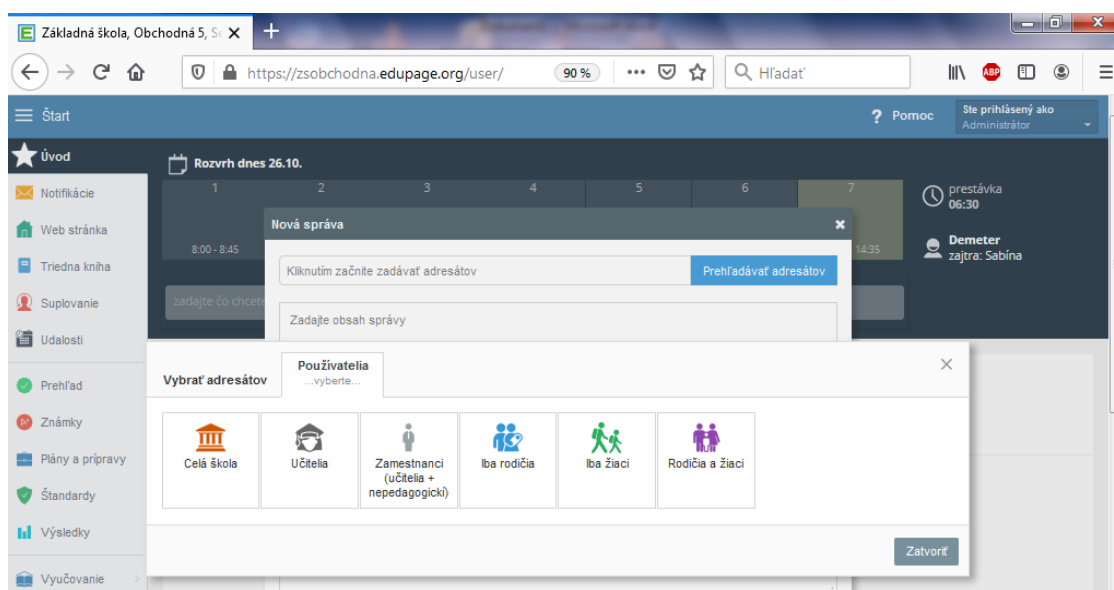 Základná škola, Obchodná 5, Se
https://zsobchodna.edupage.org/user/
90 %
Hľadať
ABP
Štart
? Pomoc
Ste prihlásený ako
Administrátor
Úvod
Notifikácie
Web stránka
Triedna kniha
Suplovanie
Udalosti
Prehľad
Známky
Plány a prípravy
Štandardy
Výsledky
Vyučovanie
Rozvrh dnes 26.10.
1 2 3 4 5 6 7
8:00 - 8:45
14:35
prestávka
06:30
Demeter
zajtra: Sabína
zadajte čo chcete
Nová správa
Kliknutím začnite zadávať adresátov
Prehľadávať adresátov
Zadajte obsah správy
Vybrať adresátov
Používatelia
...vyberte...
Celá škola
Učitelia
Zamestnanci
(učitelia +
nepedagogickí)
Iba rodičia
Iba žiaci
Rodičia a žiaci
Zatvoriť